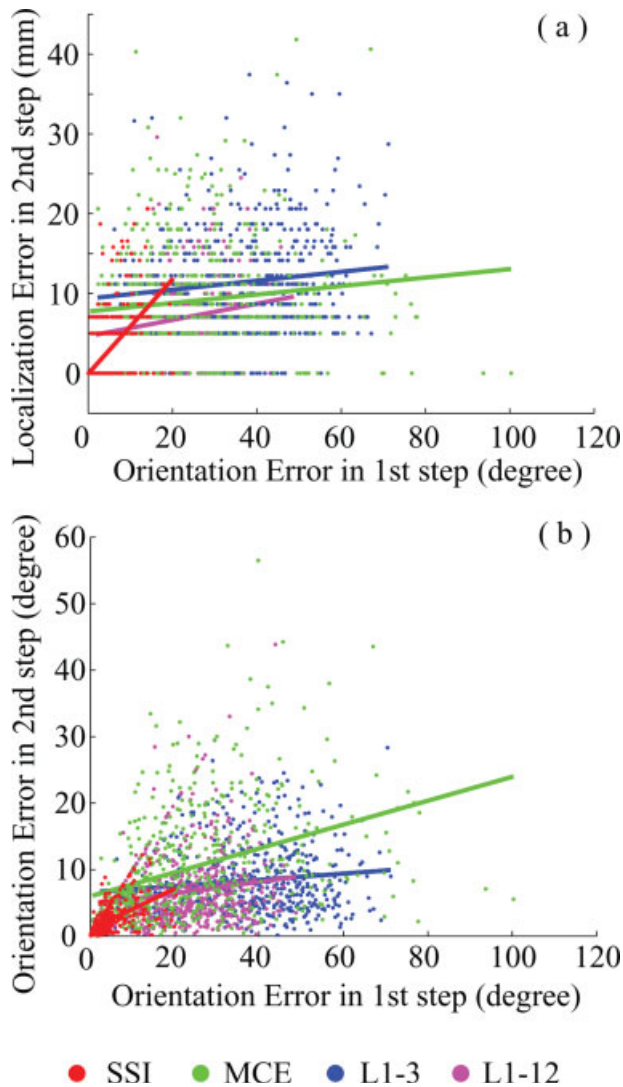 ( a )
Localization Error in 2nd step (mm)
40
30
20
10
0
0 20 40 60 80 100 120
Orientation Error in 1st step (degree)
( b )
Orientation Error in 2nd step (degree)
60
50
40
30
20
10
0
0 20 40 60 80 100 120
Orientation Error in 1st step (degree)
SSI MCE L1-3 L1-12